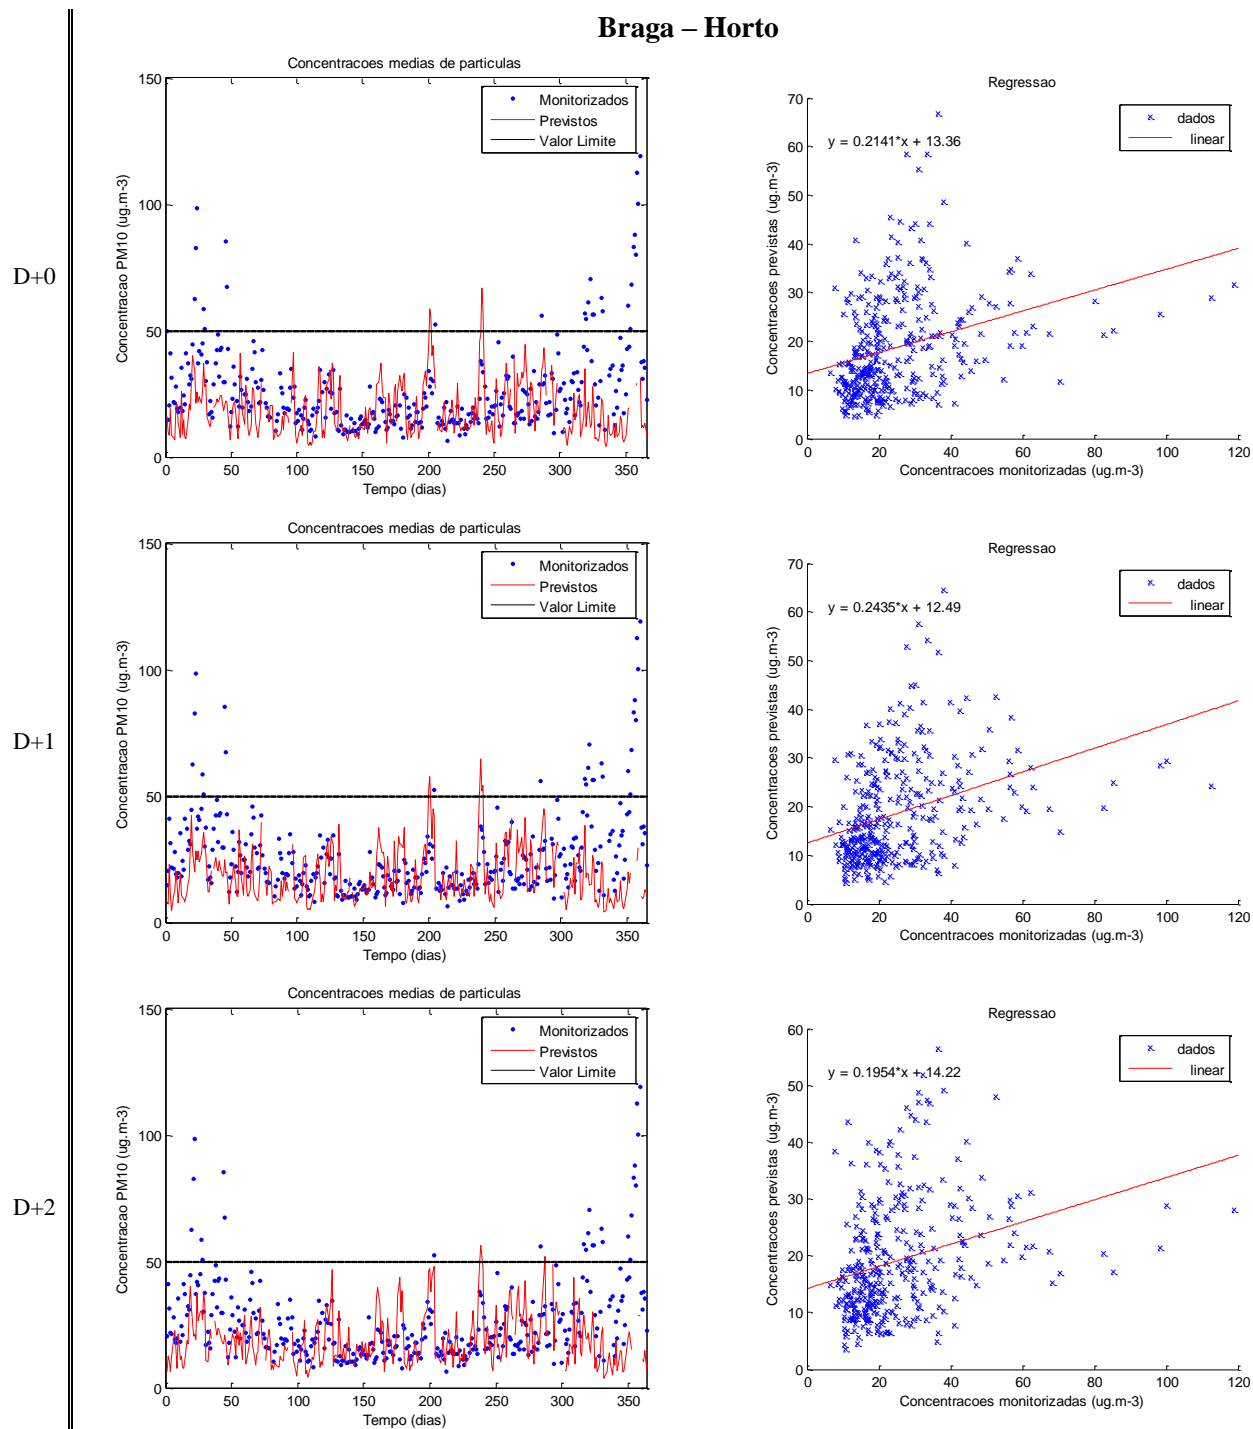 Braga – Horto
D+0
Concentracoes medias de particulas
Concentracao PM10 (ug.m-3)
150
100
50
0
Monitorizados
Previstos
Valor Limite
0 50 100 150 200 250 300 350
Tempo (dias)
Regressao
Concentracoes previstas (ug.m-3)
70
60
50
40
30
20
10
0
y = 0.2141*x + 13.36
dados
linear
0 20 40 60 80 100 120
Concentracoes monitorizadas (ug.m-3)
D+1
Concentracoes medias de particulas
Concentracao PM10 (ug.m-3)
150
100
50
0
Monitorizados
Previstos
Valor Limite
0 50 100 150 200 250 300 350
Tempo (dias)
Regressao
Concentracoes previstas (ug.m-3)
70
60
50
40
30
20
10
0
y = 0.2435*x + 12.49
dados
linear
0 20 40 60 80 100 120
Concentracoes monitorizadas (ug.m-3)
D+2
Concentracoes medias de particulas
Concentracao PM10 (ug.m-3)
150
100
50
0
Monitorizados
Previstos
Valor Limite
0 50 100 150 200 250 300 350
Tempo (dias)
Regressao
Concentracoes previstas (ug.m-3)
60
50
40
30
20
10
0
y = 0.1954*x + 14.22
dados
linear
0 20 40 60 80 100 120
Concentracoes monitorizadas (ug.m-3)